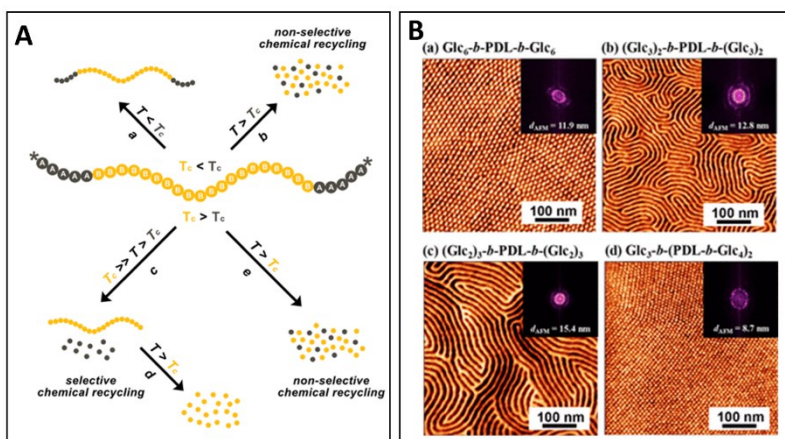 A
non-selective
chemical recycling
T < Tc
a
T > Tc
b
Tc < Tc
*AAAAAABBBBBBBBBBBBBBBBBBBBAAAAA*
Tc > Tc
Tc >> T > Tc
c
T > Tc
e
selective
chemical recycling
T > Tc
d
non-selective
chemical recycling
B
(a) Glc6-b-PDL-b-Glc6
dAFM = 11.9 nm
100 nm
(b) (Glc3)2-b-PDL-b-(Glc3)2
dAFM = 12.8 nm
100 nm
(c) (Glc2)3-b-PDL-b-(Glc2)3
dAFM = 15.4 nm
100 nm
(d) Glc3-b-(PDL-b-Glc4)2
dAFM = 8.7 nm
100 nm